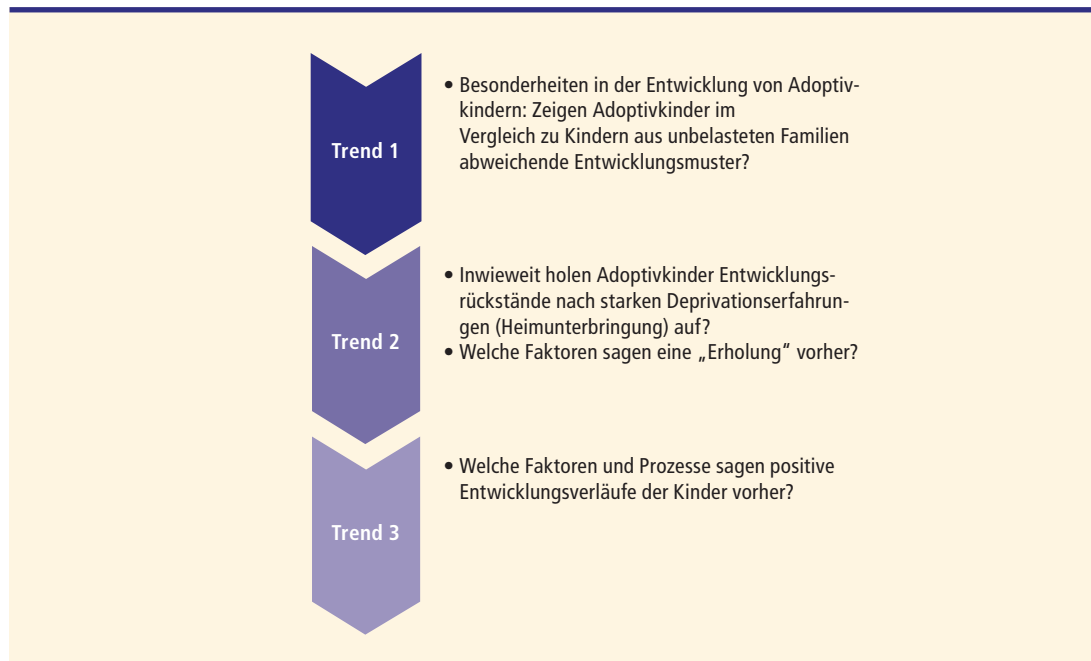 Trend 1
• Besonderheiten in der Entwicklung von Adoptiv-
kindern: Zeigen Adoptivkinder im
Vergleich zu Kindern aus unbelasteten Familien
abweichende Entwicklungsmuster?
Trend 2
• Inwieweit holen Adoptivkinder Entwicklungs-
rückstände nach starken Deprivationserfahrun-
gen (Heimunterbringung) auf?
• Welche Faktoren sagen eine „Erholung“ vorher?
Trend 3
• Welche Faktoren und Prozesse sagen positive
Entwicklungsverläufe der Kinder vorher?